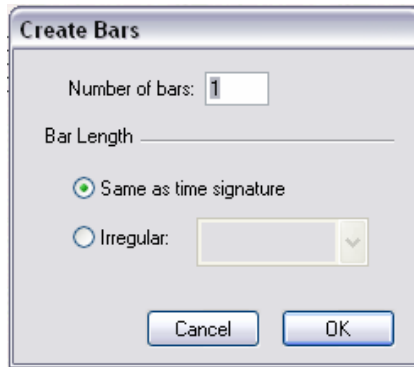 Create Bars
Number of bars: 1
Bar Length
Same as time signature
Irregular:
Cancel OK